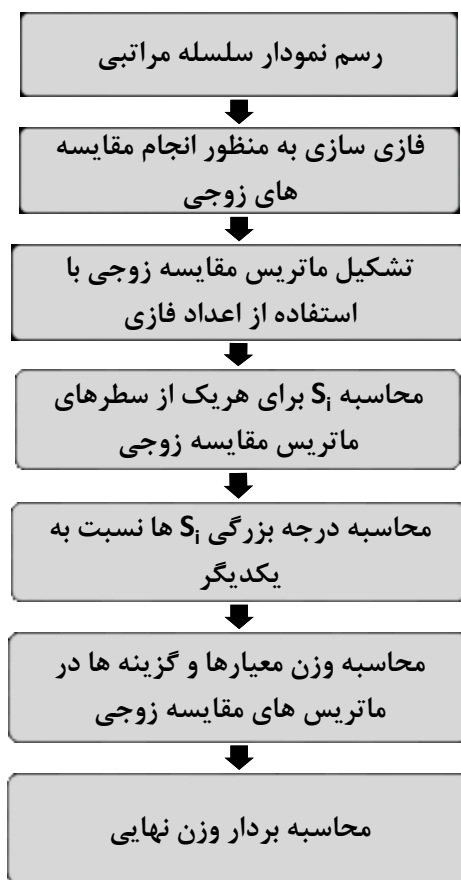 رسم نمودار سلسله مراتبی
فازی سازی به منظور انجام مقایسه
های زوجی
تشکیل ماتریس مقایسه زوجی با
استفاده از اعداد فازی
محاسبه Si برای هریک از سطرهای
ماتریس مقایسه زوجی
محاسبه درجه بزرگی Si ها نسبت به
یکدیگر
محاسبه وزن معیارها و گزینه ها در
ماتریس های مقایسه زوجی
محاسبه بردار وزن نهایی